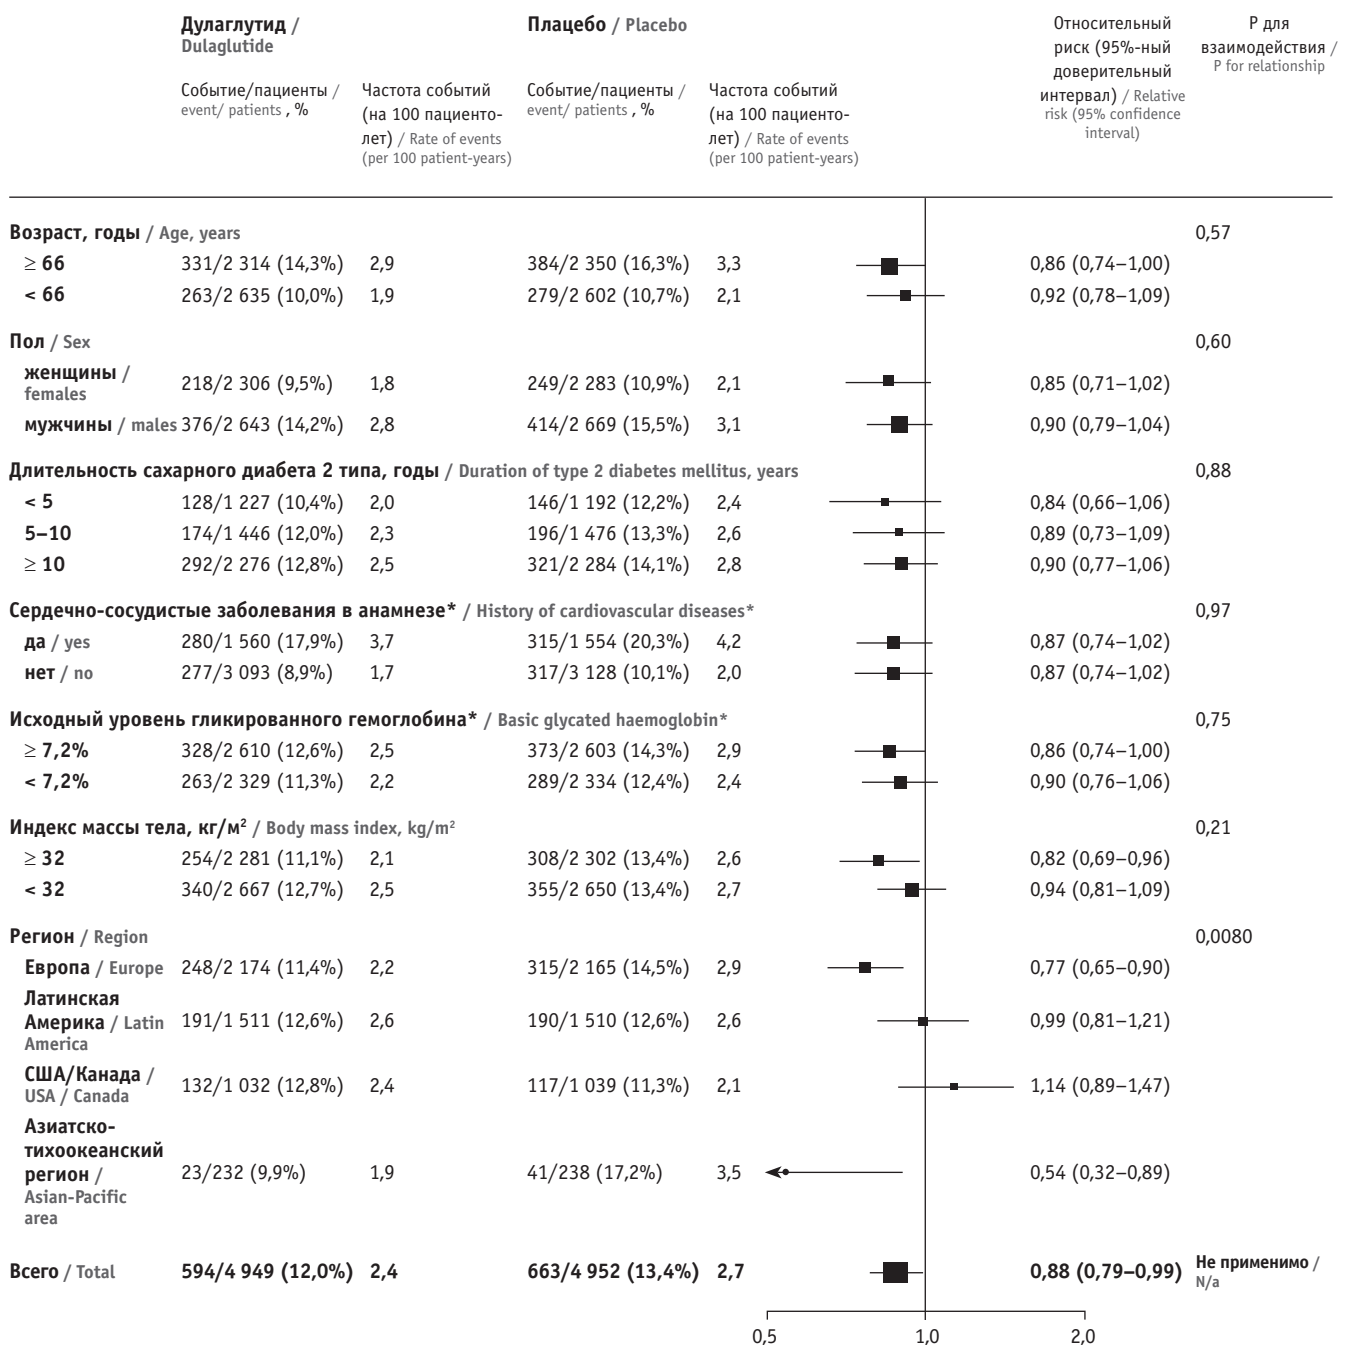 Дулаглутид /
Dulaglutide
Плацебо / Placebo
Относительный
риск (95%-ный
доверительный
интервал) / Relative
risk (95% confidence
interval)
P для
взаимодействия /
P for relationship
Событие/пациенты /
event/ patients , %
Частота событий
(на 100 пациенто-
лет) / Rate of events
(per 100 patient-years)
Событие/пациенты /
event/ patients , %
Частота событий
(на 100 пациенто-
лет) / Rate of events
(per 100 patient-years)
Возраст, годы / Age, years 0,57
≥ 66 331/2 314 (14,3%) 2,9 384/2 350 (16,3%) 3,3 0,86 (0,74–1,00)
< 66 263/2 635 (10,0%) 1,9 279/2 602 (10,7%) 2,1 0,92 (0,78–1,09)
Пол / Sex 0,60
женщины /
females
218/2 306 (9,5%) 1,8 249/2 283 (10,9%) 2,1 0,85 (0,71–1,02)
мужчины / males 376/2 643 (14,2%) 2,8 414/2 669 (15,5%) 3,1 0,90 (0,79–1,04)
Длительность сахарного диабета 2 типа, годы / Duration of type 2 diabetes mellitus, years 0,88
< 5 128/1 227 (10,4%) 2,0 146/1 192 (12,2%) 2,4 0,84 (0,66–1,06)
5–10 174/1 446 (12,0%) 2,3 196/1 476 (13,3%) 2,6 0,89 (0,73–1,09)
≥ 10 292/2 276 (12,8%) 2,5 321/2 284 (14,1%) 2,8 0,90 (0,77–1,06)
Сердечно-сосудистые заболевания в анамнезе* / History of cardiovascular diseases* 0,97
да / yes 280/1 560 (17,9%) 3,7 315/1 554 (20,3%) 4,2 0,87 (0,74–1,02)
нет / no 277/3 093 (8,9%) 1,7 317/3 128 (10,1%) 2,0 0,87 (0,74–1,02)
Исходный уровень гликированного гемоглобина* / Basic glycated haemoglobin* 0,75
≥ 7,2% 328/2 610 (12,6%) 2,5 373/2 603 (14,3%) 2,9 0,86 (0,74–1,00)
< 7,2% 263/2 329 (11,3%) 2,2 289/2 334 (12,4%) 2,4 0,90 (0,76–1,06)
Индекс массы тела, кг/м² / Body mass index, kg/m² 0,21
≥ 32 254/2 281 (11,1%) 2,1 308/2 302 (13,4%) 2,6 0,82 (0,69–0,96)
< 32 340/2 667 (12,7%) 2,5 355/2 650 (13,4%) 2,7 0,94 (0,81–1,09)
Регион / Region 0,0080
Европа / Europe 248/2 174 (11,4%) 2,2 315/2 165 (14,5%) 2,9 0,77 (0,65–0,90)
Латинская
Америка / Latin
America
191/1 511 (12,6%) 2,6 190/1 510 (12,6%) 2,6 0,99 (0,81–1,21)
США/Канада /
USA / Canada
132/1 032 (12,8%) 2,4 117/1 039 (11,3%) 2,1 1,14 (0,89–1,47)
Азиатско-
тихоокеанский
регион /
Asian-Pacific
area
23/232 (9,9%) 1,9 41/238 (17,2%) 3,5 0,54 (0,32–0,89)
Всего / Total 594/4 949 (12,0%) 2,4 663/4 952 (13,4%) 2,7 0,88 (0,79–0,99) Не применимо /
N/a
0,5 1,0 2,0